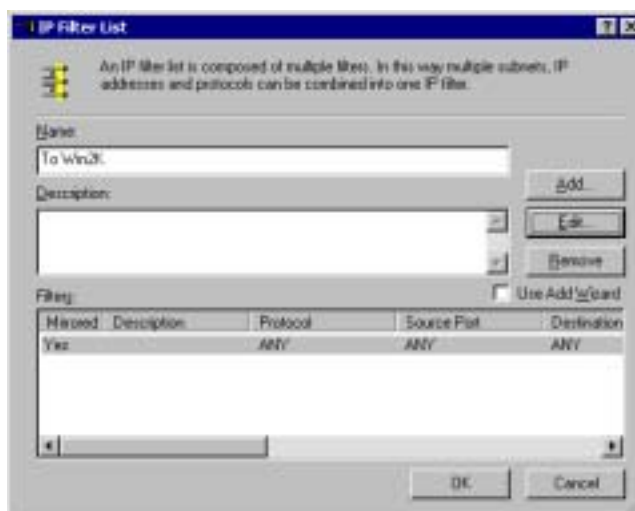 IP Filter List
An IP filter list is composed of multiple filters. In this way multiple subnets, IP
addresses and protocols can be combined into one IP filter.
Name:
To Win2K
Add...
Description:
Edit...
Remove
Filters:
Use Add Wizard
Mirrored Description Protocol Source Port Destination
Yes ANY ANY ANY
OK Cancel